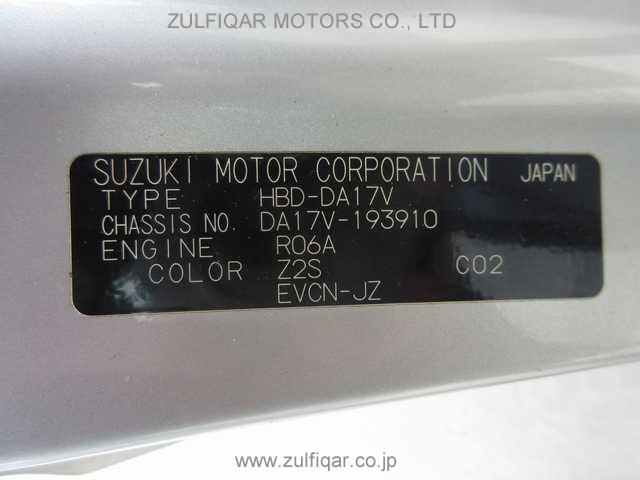 ZULFIQAR MOTORS CO., LTD
SUZUKI MOTOR CORPORATION JAPAN
TYPE HBD-DA17V
CHASSIS NO. DA17V-193910
ENGINE R06A
COLOR Z2S C02
EVCN-JZ
www.zulfiqar.co.jp